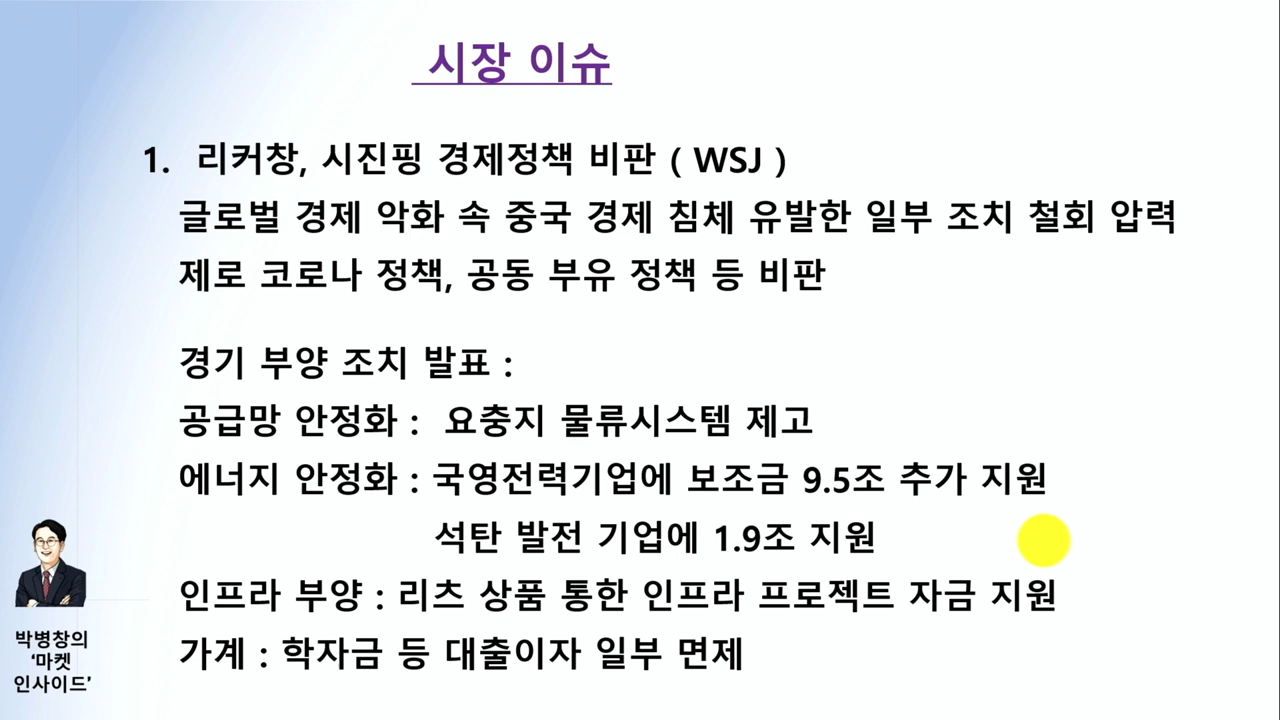 시장 이슈
1. 리커창, 시진핑 경제정책 비판 ( WSJ )
글로벌 경제 악화 속 중국 경제 침체 유발한 일부 조치 철회 압력
제로 코로나 정책, 공동 부유 정책 등 비판
경기 부양 조치 발표 :
공급망 안정화 : 요충지 물류시스템 제고
에너지 안정화 : 국영전력기업에 보조금 9.5조 추가 지원
석탄 발전 기업에 1.9조 지원
인프라 부양 : 리츠 상품 통한 인프라 프로젝트 자금 지원
가계 : 학자금 등 대출이자 일부 면제
박병창의
‘마켓
인사이드’